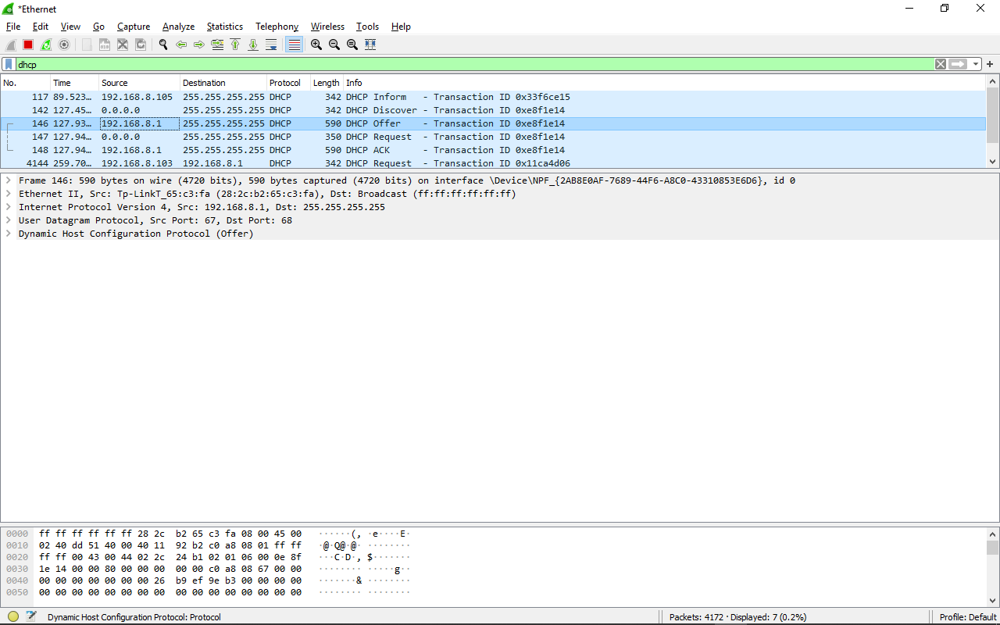 *Ethernet
File Edit View Go Capture Analyze Statistics Telephony Wireless Tools Help
dhcp
No. Time Source Destination Protocol Length Info
117 89.523… 192.168.8.105 255.255.255.255 DHCP 342 DHCP Inform - Transaction ID 0x33f6ce15
142 127.45… 0.0.0.0 255.255.255.255 DHCP 342 DHCP Discover - Transaction ID 0xe8f1e14
146 127.93… 192.168.8.1 255.255.255.255 DHCP 590 DHCP Offer - Transaction ID 0xe8f1e14
147 127.94… 0.0.0.0 255.255.255.255 DHCP 350 DHCP Request - Transaction ID 0xe8f1e14
148 127.94… 192.168.8.1 255.255.255.255 DHCP 590 DHCP ACK - Transaction ID 0xe8f1e14
4144 259.70… 192.168.8.103 192.168.8.1 DHCP 342 DHCP Request - Transaction ID 0x11ca4d06
Frame 146: 590 bytes on wire (4720 bits), 590 bytes captured (4720 bits) on interface \Device\NPF_{2AB8E0AF-7689-44F6-A8C0-43310853E6D6}, id 0
Ethernet II, Src: Tp-LinkT_65:c3:fa (28:2c:b2:65:c3:fa), Dst: Broadcast (ff:ff:ff:ff:ff:ff)
Internet Protocol Version 4, Src: 192.168.8.1, Dst: 255.255.255.255
User Datagram Protocol, Src Port: 67, Dst Port: 68
Dynamic Host Configuration Protocol (Offer)
0000 ff ff ff ff ff ff 28 2c b2 65 c3 fa 08 00 45 00 ······(, ·e····E·
0010 02 40 dd 51 40 00 40 11 92 b2 c0 a8 08 01 ff ff ·@·Q@·@· ········
0020 ff ff 00 43 00 44 02 2c 24 b1 02 01 06 00 0e 8f ···C·D·, $·······
0030 1e 14 00 00 80 00 00 00 00 00 c0 a8 08 67 00 00 ········ ·····g··
0040 00 00 00 00 00 00 00 26 b9 ef 9e b3 00 00 00 00 ·······& ········
0050 00 00 00 00 00 00 00 00 00 00 00 00 00 00 00 00 ········ ········
Dynamic Host Configuration Protocol: Protocol Packets: 4172 · Displayed: 7 (0.2%) Profile: Default